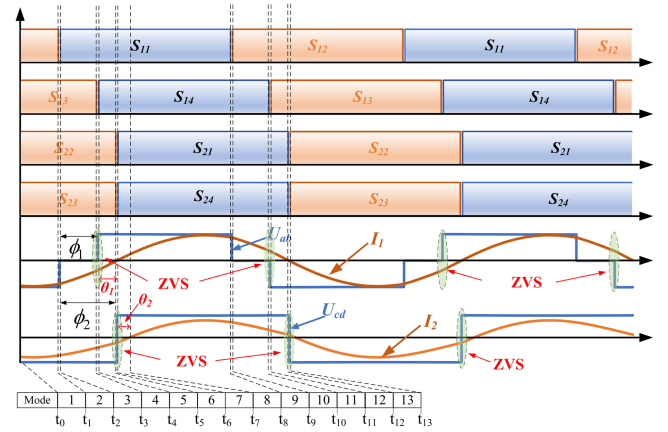 S11 S12 S11 S12
S13 S14 S13 S14
S22 S21 S22 S21
S23 S24 S23 S24
ϕ1 Uab I1
θ1 ZVS ZVS
ϕ2 θ2 Ucd
I2
ZVS ZVS
Mode 1 2 3 4 5 6 7 8 9 10 11 12 13
t0 t1 t2 t3 t4 t5 t6 t7 t8 t9 t10 t11 t12 t13